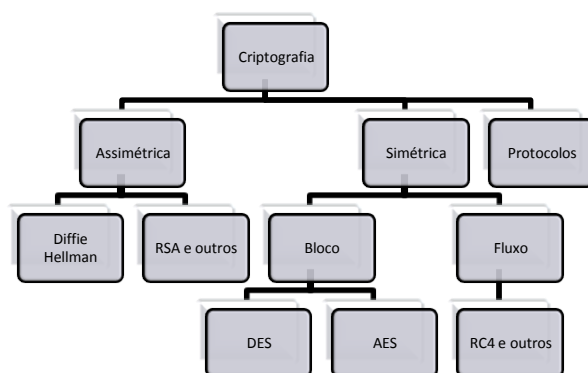 Criptografia
Assimétrica
Simétrica
Protocolos
Diffie
Hellman
RSA e outros
Bloco
Fluxo
DES
AES
RC4 e outros